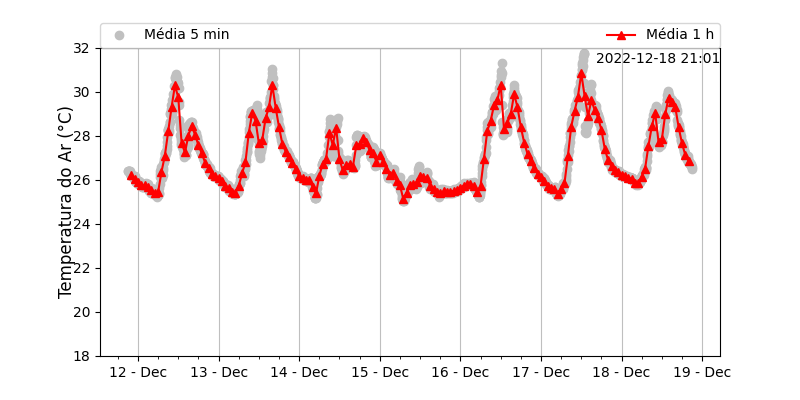 Média 5 min
Média 1 h
2022-12-18 21:01
Temperatura do Ar (°C)
32
30
28
26
24
22
20
18
12 - Dec
13 - Dec
14 - Dec
15 - Dec
16 - Dec
17 - Dec
18 - Dec
19 - Dec